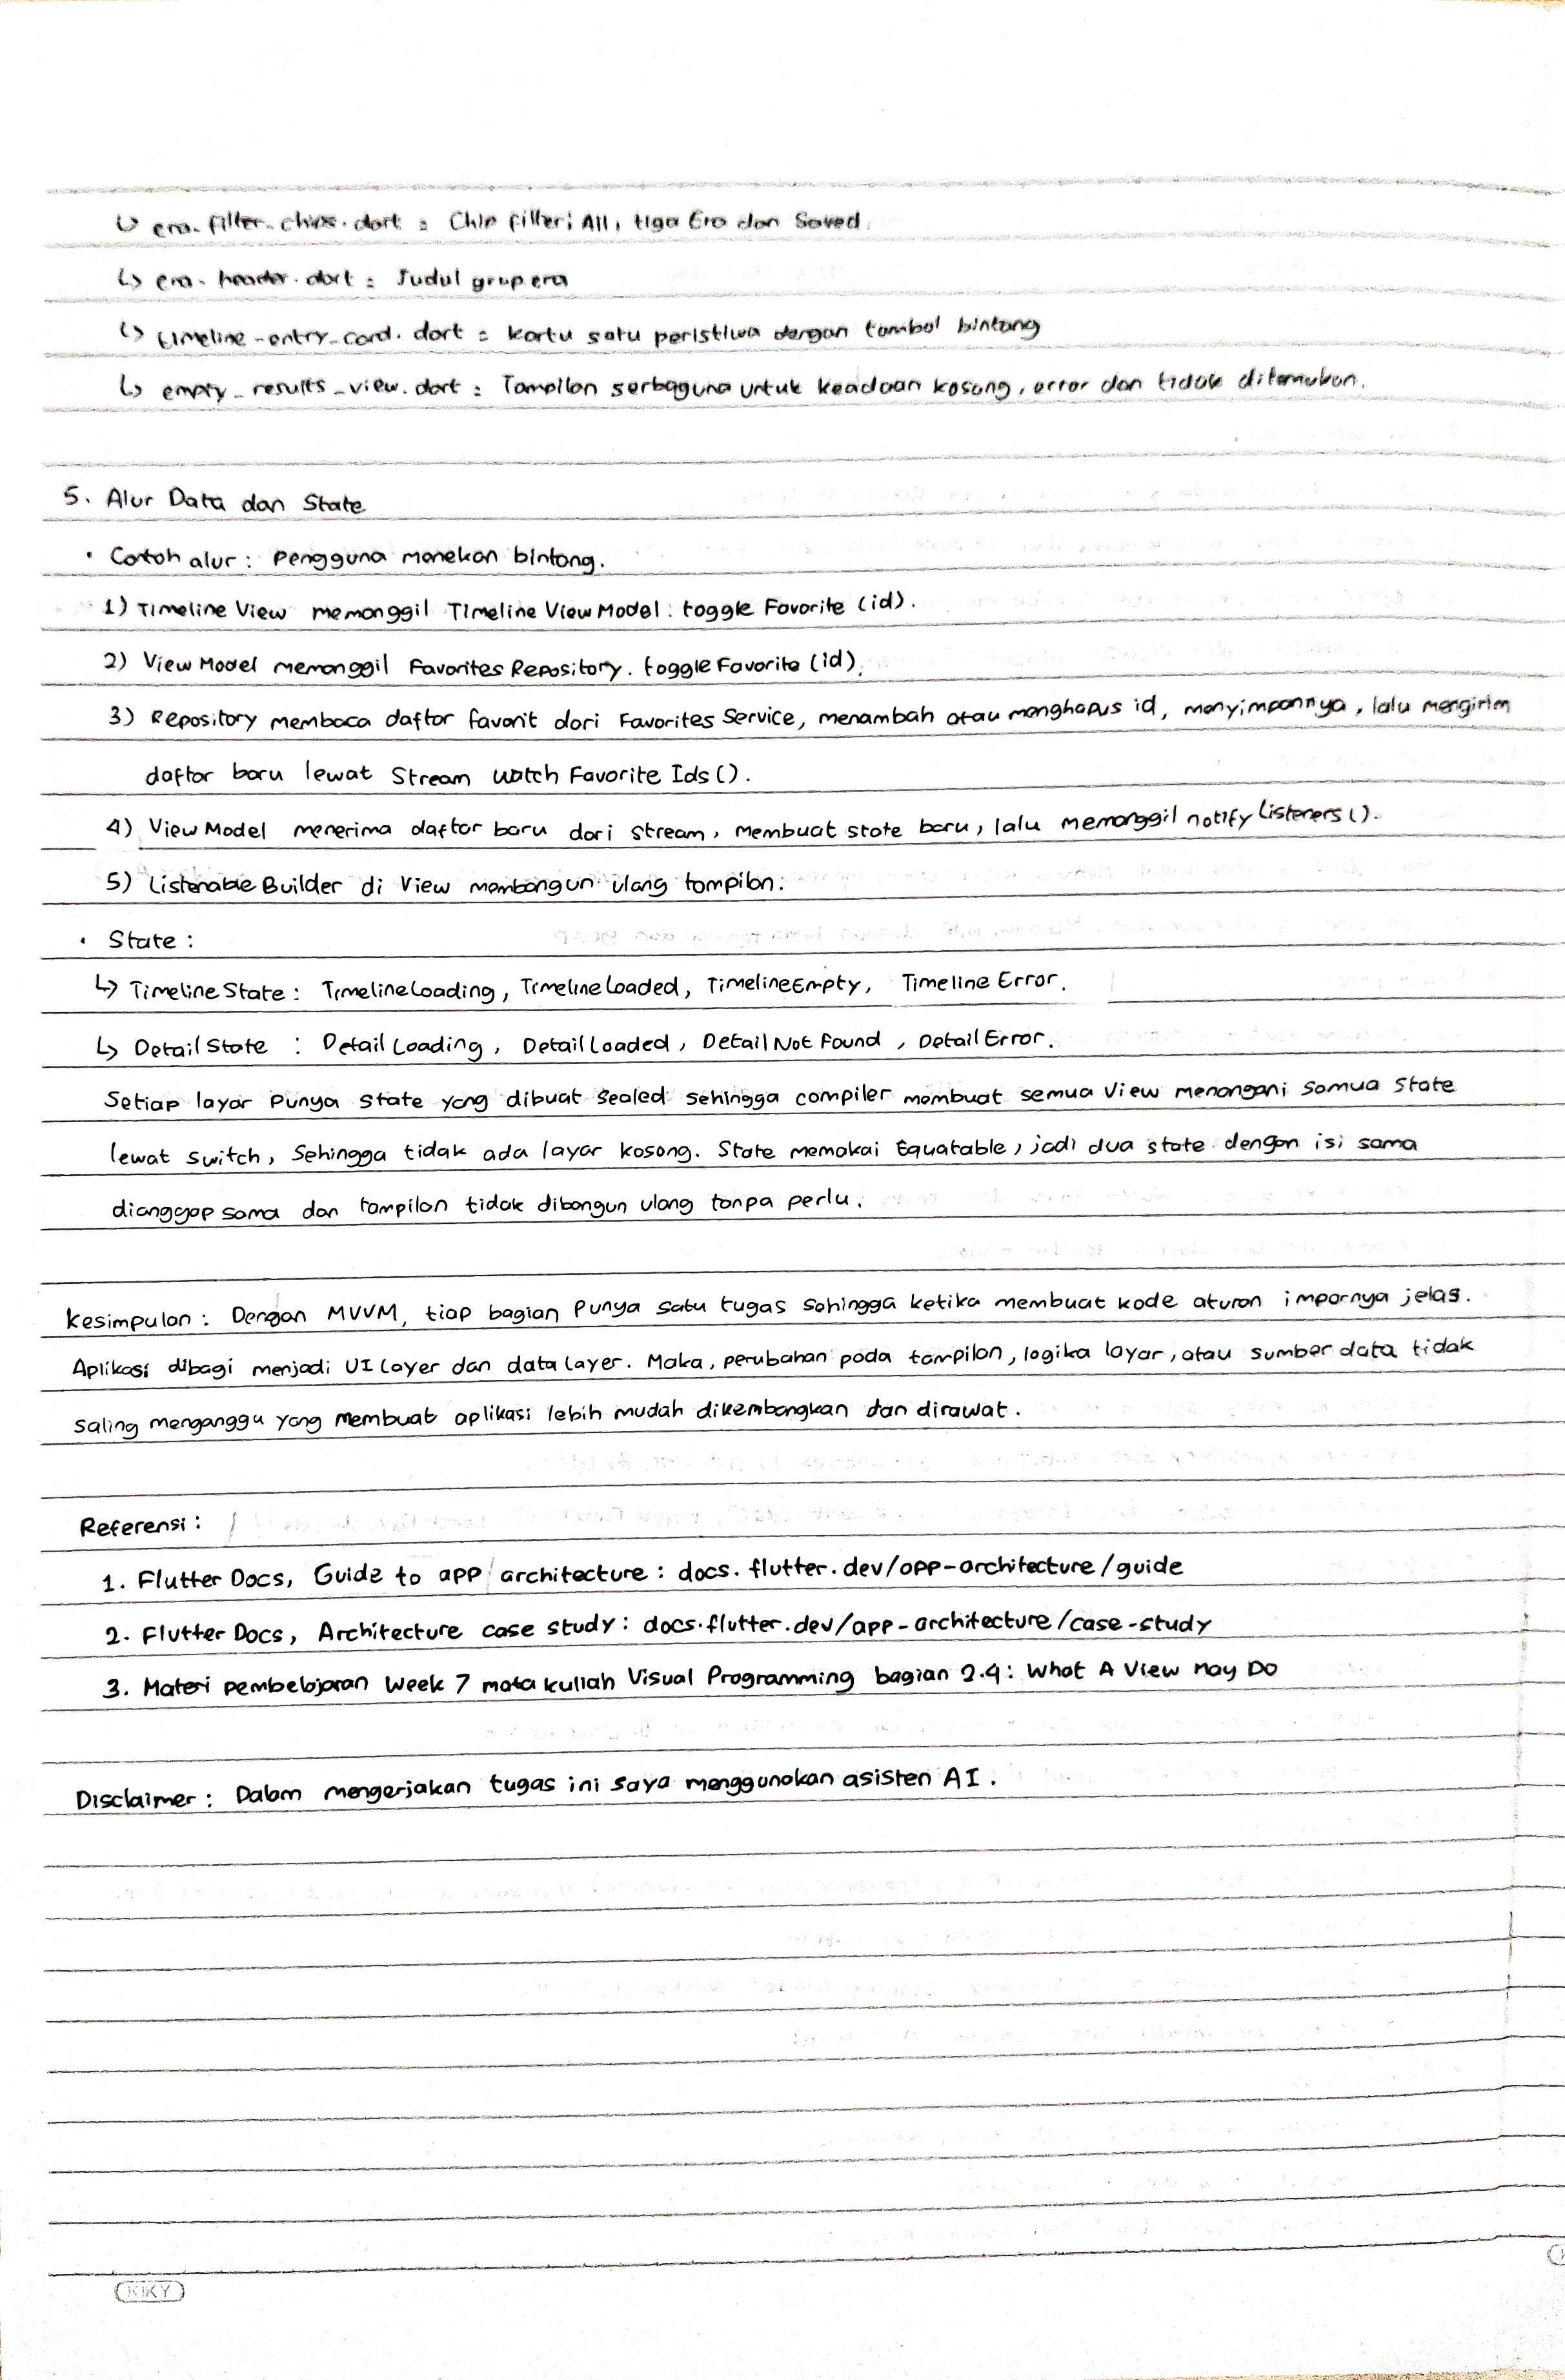 ↳ era_filter_chips.dart : Chip filter: All, tiga Era dan Saved.
↳ era_header.dart : Judul grup era
↳ timeline_entry_card.dart : kartu satu peristiwa dengan tombol bintang
↳ empty_results_view.dart : Tampilan serbaguna untuk keadaan kosong, error dan tidak ditemukan.
5. Alur Data dan State
• Contoh alur : Pengguna menekan bintang.
1) Timeline View memanggil Timeline View Model. toggle Favorite (id).
2) View Model memanggil Favorites Repository. toggle Favorite (id).
3) Repository membaca daftar favorit dari Favorites Service, menambah atau menghapus id, menyimpannya, lalu mengirim
daftar baru lewat Stream watch Favorite Ids ().
4) View Model menerima daftar baru dari stream, membuat state baru, lalu memanggil notify Listeners ().
5) Listenable Builder di View membangun ulang tampilan.
• State :
↳ Timeline State : Timeline Loading, Timeline Loaded, Timeline Empty, Timeline Error.
↳ Detail State : Detail Loading, Detail Loaded, Detail Not Found, Detail Error.
Setiap layar punya state yang dibuat sealed sehingga compiler membuat semua View menangani semua state
lewat switch, Sehingga tidak ada layar kosong. State memakai Equatable, jadi dua state dengan isi sama
dianggap sama dan tampilan tidak dibangun ulang tanpa perlu.
Kesimpulan : Dengan MVVM, tiap bagian punya satu tugas sehingga ketika membuat kode aturan impornya jelas.
Aplikasi dibagi menjadi UI Layer dan data layer. Maka, perubahan pada tampilan, logika layar, atau sumber data tidak
saling menganggu yang membuat aplikasi lebih mudah dikembangkan dan dirawat.
Referensi :
1. Flutter Docs, Guide to app architecture : docs.flutter.dev/app-architecture/guide
2. Flutter Docs, Architecture case study : docs.flutter.dev/app-architecture/case-study
3. Materi pembelajaran Week 7 mata kuliah Visual Programming bagian 2.4 : What A View May Do
Disclaimer : Dalam mengerjakan tugas ini saya menggunakan asisten AI.
KIKY